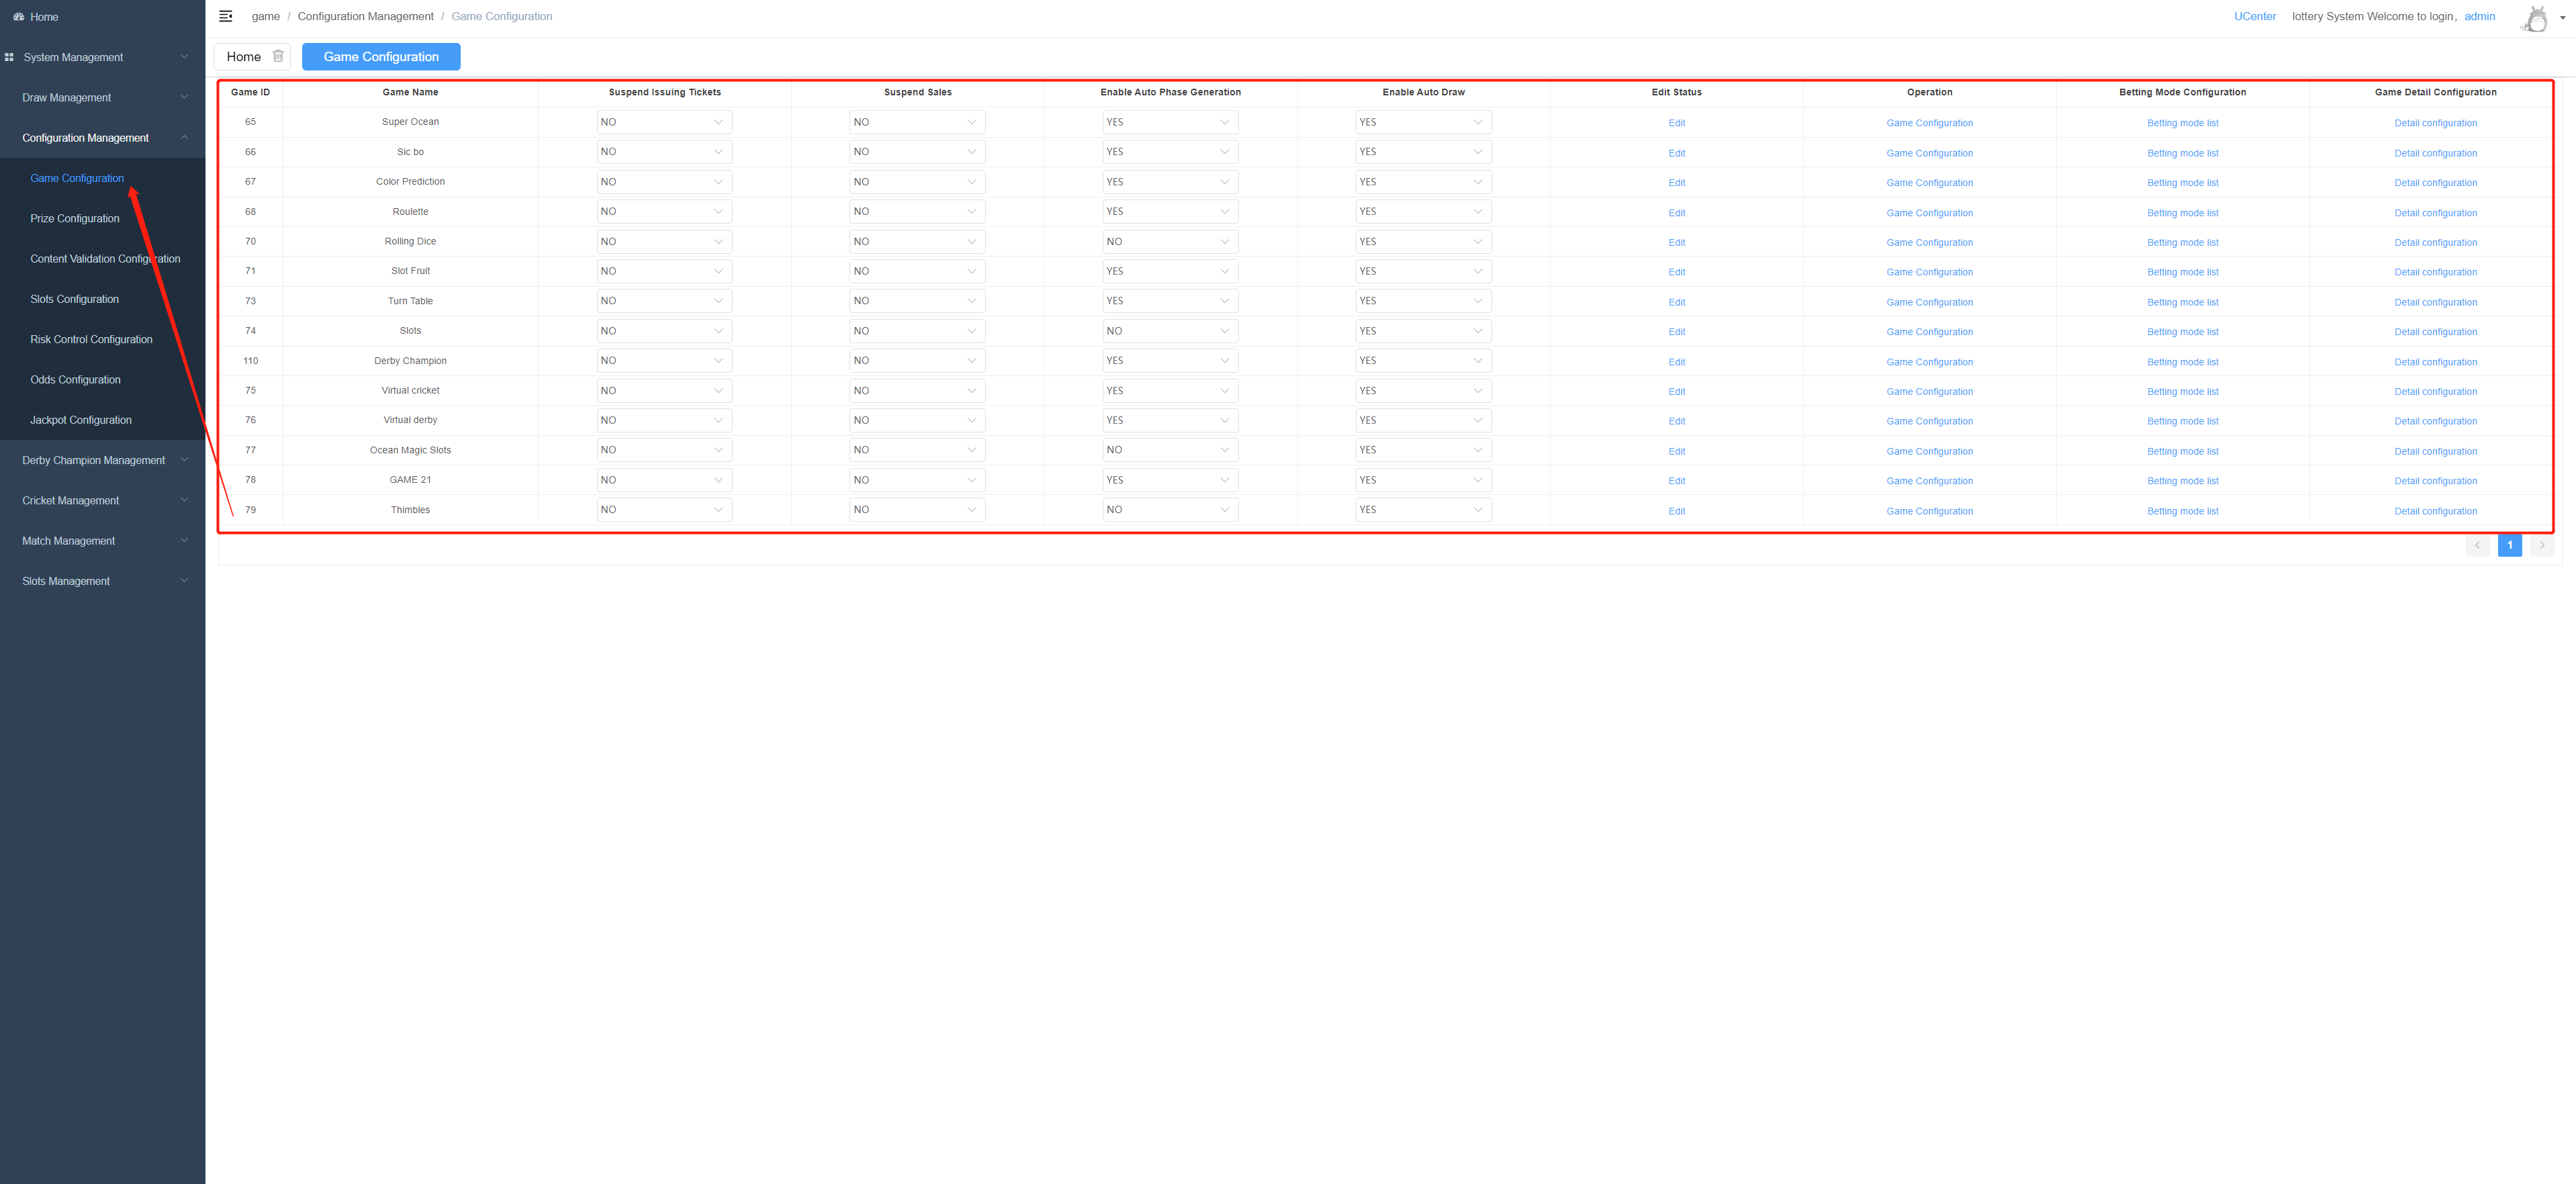 Home
System Management
Draw Management
Configuration Management
Game Configuration
Prize Configuration
Content Validation Configuration
Slots Configuration
Risk Control Configuration
Odds Configuration
Jackpot Configuration
Derby Champion Management
Cricket Management
Match Management
Slots Management
game / Configuration Management / Game Configuration
UCenter lottery System Welcome to login， admin
Home Game Configuration
Game ID Game Name Suspend Issuing Tickets Suspend Sales Enable Auto Phase Generation Enable Auto Draw Edit Status Operation Betting Mode Configuration Game Detail Configuration
65 Super Ocean NO NO YES YES Edit Game Configuration Betting mode list Detail configuration
66 Sic bo NO NO YES YES Edit Game Configuration Betting mode list Detail configuration
67 Color Prediction NO NO YES YES Edit Game Configuration Betting mode list Detail configuration
68 Roulette NO NO YES YES Edit Game Configuration Betting mode list Detail configuration
70 Rolling Dice NO NO NO YES Edit Game Configuration Betting mode list Detail configuration
71 Slot Fruit NO NO YES YES Edit Game Configuration Betting mode list Detail configuration
73 Turn Table NO NO YES YES Edit Game Configuration Betting mode list Detail configuration
74 Slots NO NO NO YES Edit Game Configuration Betting mode list Detail configuration
110 Derby Champion NO NO YES YES Edit Game Configuration Betting mode list Detail configuration
75 Virtual cricket NO NO YES YES Edit Game Configuration Betting mode list Detail configuration
76 Virtual derby NO NO YES YES Edit Game Configuration Betting mode list Detail configuration
77 Ocean Magic Slots NO NO NO YES Edit Game Configuration Betting mode list Detail configuration
78 GAME 21 NO NO YES YES Edit Game Configuration Betting mode list Detail configuration
79 Thimbles NO NO NO YES Edit Game Configuration Betting mode list Detail configuration
1